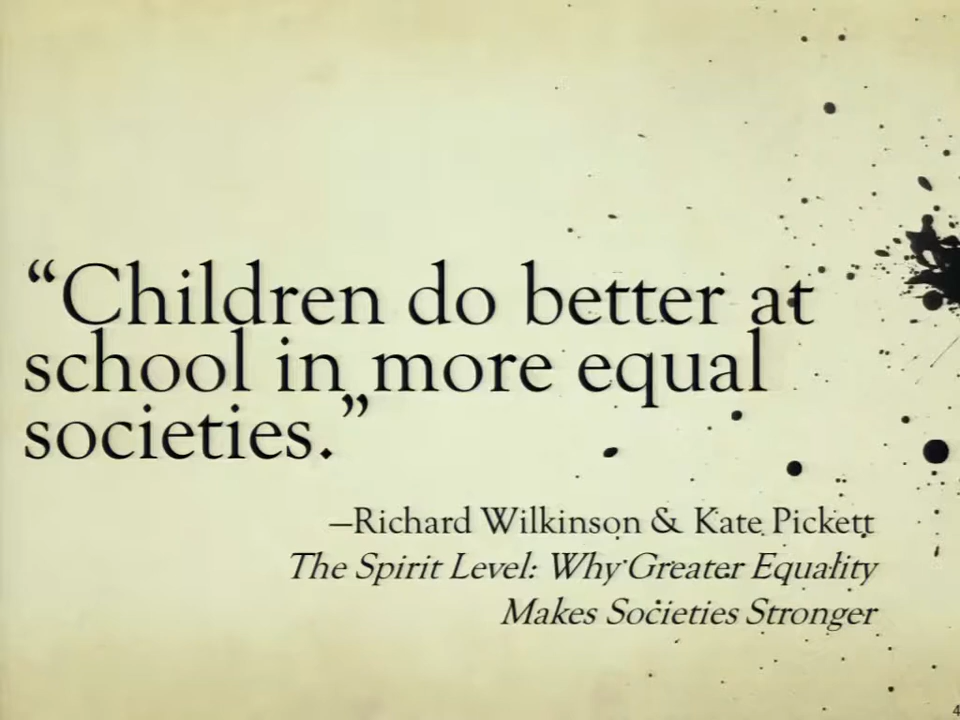 “Children do better at
school in more equal
societies.”
—Richard Wilkinson & Kate Pickett
The Spirit Level: Why Greater Equality
Makes Societies Stronger
4